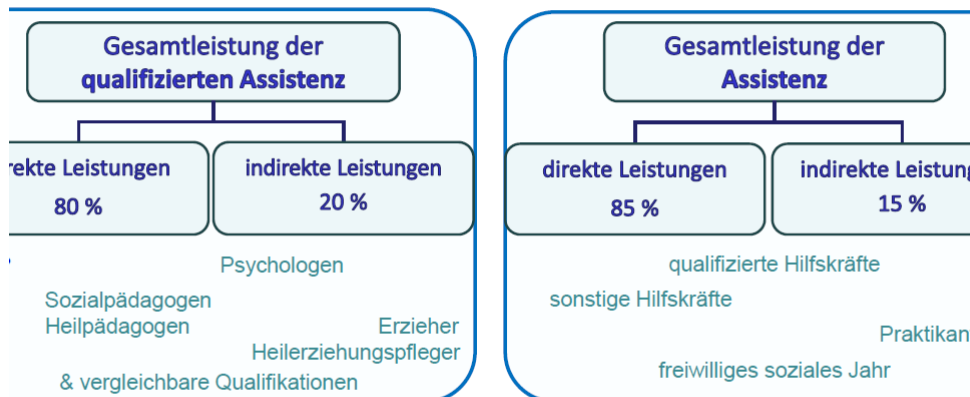 Gesamtleistung der
qualifizierten Assistenz
rekte Leistungen
80 %
indirekte Leistungen
20 %
Psychologen
Sozialpädagogen
Heilpädagogen
Erzieher
Heilerziehungspfleger
& vergleichbare Qualifikationen
Gesamtleistung der
Assistenz
direkte Leistungen
85 %
indirekte Leistung
15 %
qualifizierte Hilfskräfte
sonstige Hilfskräfte
Praktikan
freiwilliges soziales Jahr